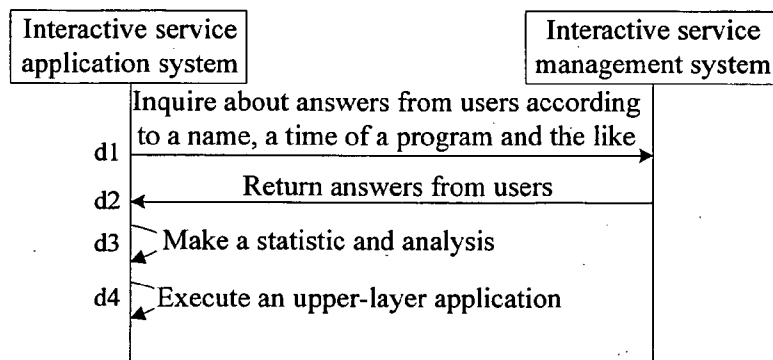 Interactive service
application system
Interactive service
management system
Inquire about answers from users according
to a name, a time of a program and the like
d1
Return answers from users
d2
d3 Make a statistic and analysis
d4 Execute an upper-layer application